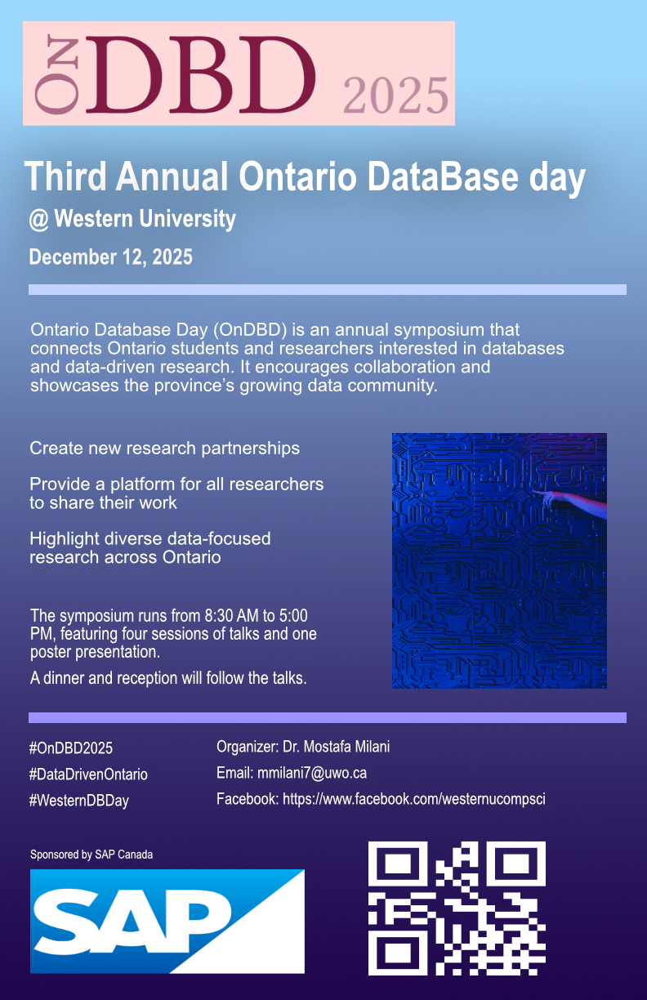 ON DBD 2025
Third Annual Ontario DataBase day
@ Western University
December 12, 2025
Ontario Database Day (OnDBD) is an annual symposium that
connects Ontario students and researchers interested in databases
and data-driven research. It encourages collaboration and
showcases the province’s growing data community.
Create new research partnerships
Provide a platform for all researchers
to share their work
Highlight diverse data-focused
research across Ontario
The symposium runs from 8:30 AM to 5:00
PM, featuring four sessions of talks and one
poster presentation.
A dinner and reception will follow the talks.
#OnDBD2025
#DataDrivenOntario
#WesternDBDay
Organizer: Dr. Mostafa Milani
Email: mmilani7@uwo.ca
Facebook: https://www.facebook.com/westernucompsci
Sponsored by SAP Canada
SAP